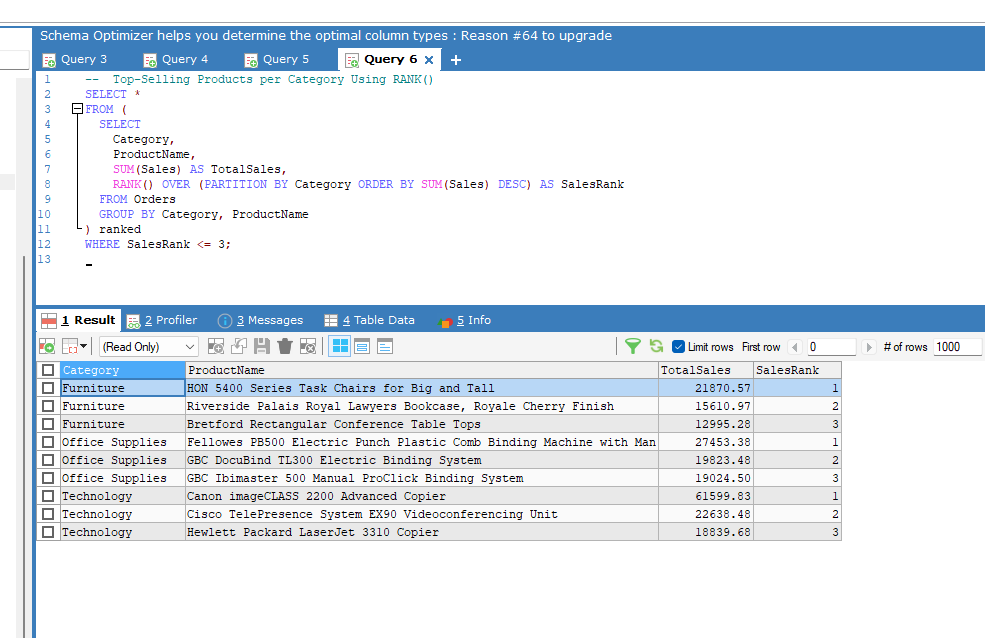 Schema Optimizer helps you determine the optimal column types : Reason #64 to upgrade
Query 3 Query 4 Query 5 Query 6 × +
1 -- Top-Selling Products per Category Using RANK()
2 SELECT *
3 FROM (
4 SELECT
5 Category,
6 ProductName,
7 SUM(Sales) AS TotalSales,
8 RANK() OVER (PARTITION BY Category ORDER BY SUM(Sales) DESC) AS SalesRank
9 FROM Orders
10 GROUP BY Category, ProductName
11 ) ranked
12 WHERE SalesRank <= 3;
13
1 Result 2 Profiler 3 Messages 4 Table Data 5 Info
(Read Only) Limit rows First row 0 # of rows 1000
Category ProductName TotalSales SalesRank
Furniture HON 5400 Series Task Chairs for Big and Tall 21870.57 1
Furniture Riverside Palais Royal Lawyers Bookcase, Royale Cherry Finish 15610.97 2
Furniture Bretford Rectangular Conference Table Tops 12995.28 3
Office Supplies Fellowes PB500 Electric Punch Plastic Comb Binding Machine with Man 27453.38 1
Office Supplies GBC DocuBind TL300 Electric Binding System 19823.48 2
Office Supplies GBC Ibimaster 500 Manual ProClick Binding System 19024.50 3
Technology Canon imageCLASS 2200 Advanced Copier 61599.83 1
Technology Cisco TelePresence System EX90 Videoconferencing Unit 22638.48 2
Technology Hewlett Packard LaserJet 3310 Copier 18839.68 3